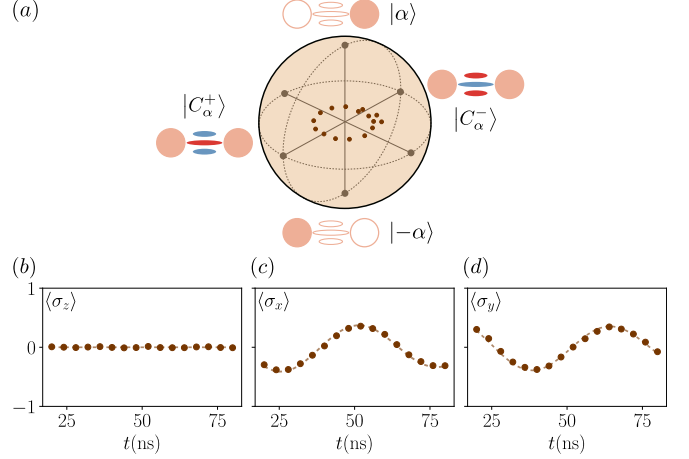 (a)
|α⟩
|C_α^+⟩
|C_α^-⟩
|−α⟩
(b) (c) (d)
⟨σ_z⟩ ⟨σ_x⟩ ⟨σ_y⟩
1
0
−1
25 50 75 25 50 75 25 50 75
t(ns) t(ns) t(ns)